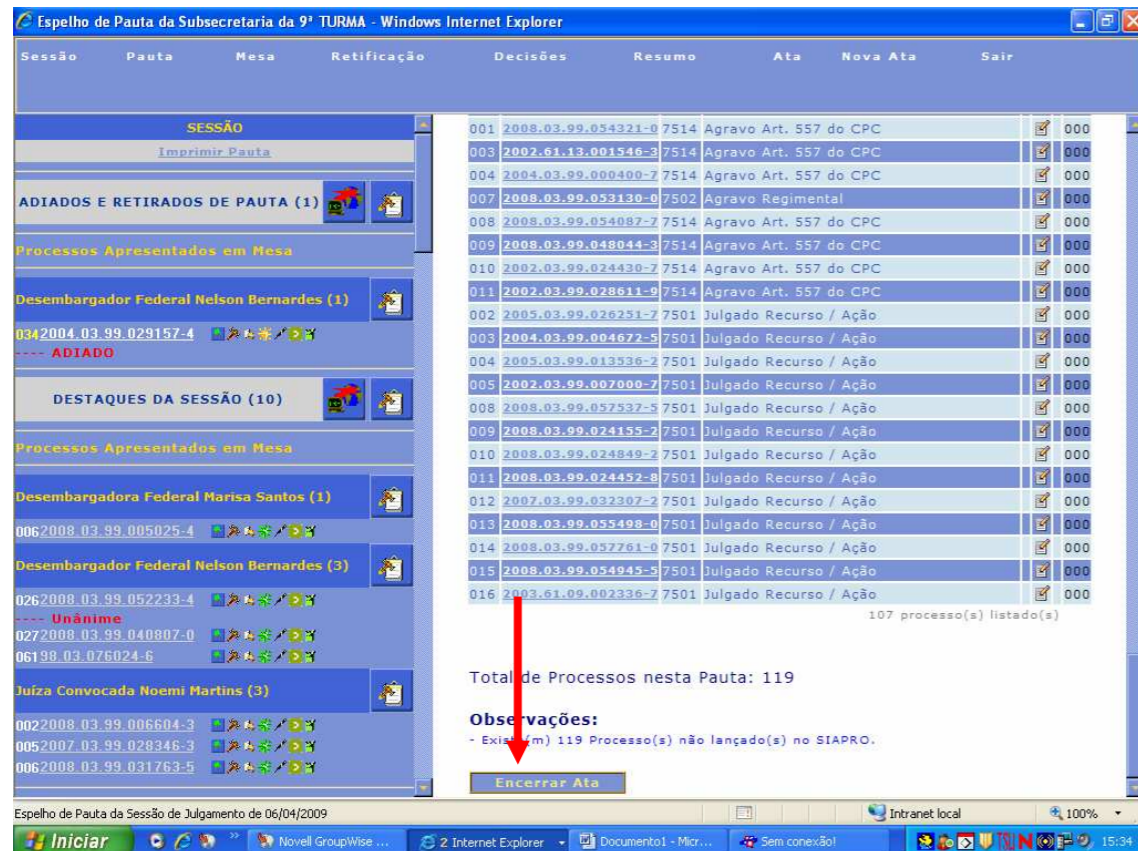 Espelho de Pauta da Subsecretaria da 9ª TURMA - Windows Internet Explorer
Sessão Pauta Mesa Retificação Decisões Resumo Ata Nova Ata Sair
SESSÃO
Imprimir Pauta
ADIADOS E RETIRADOS DE PAUTA (1)
Processos Apresentados em Mesa
Desembargador Federal Nelson Bernardes (1)
034 2004.03.99.029157-4
---- ADIADO
DESTAQUES DA SESSÃO (10)
Processos Apresentados em Mesa
Desembargadora Federal Marisa Santos (1)
006 2008.03.99.005025-4
Desembargador Federal Nelson Bernardes (3)
026 2008.03.99.052233-4
---- Unânime
027 2008.03.99.040807-0
061 98.03.076024-6
Juíza Convocada Noemi Martins (3)
002 2008.03.99.006604-3
005 2007.03.99.028346-3
006 2008.03.99.031763-5
001 2008.03.99.054321-0 7514 Agravo Art. 557 do CPC 000
003 2002.61.13.001546-3 7514 Agravo Art. 557 do CPC 000
004 2004.03.99.000400-7 7514 Agravo Art. 557 do CPC 000
007 2008.03.99.053130-0 7502 Agravo Regimental 000
008 2008.03.99.054087-7 7514 Agravo Art. 557 do CPC 000
009 2008.03.99.048044-3 7514 Agravo Art. 557 do CPC 000
010 2002.03.99.024430-7 7514 Agravo Art. 557 do CPC 000
011 2002.03.99.028611-9 7514 Agravo Art. 557 do CPC 000
002 2005.03.99.026251-7 7501 Julgado Recurso / Ação 000
003 2004.03.99.004672-5 7501 Julgado Recurso / Ação 000
004 2005.03.99.013536-2 7501 Julgado Recurso / Ação 000
005 2002.03.99.007000-7 7501 Julgado Recurso / Ação 000
008 2008.03.99.057537-5 7501 Julgado Recurso / Ação 000
009 2008.03.99.024155-2 7501 Julgado Recurso / Ação 000
010 2008.03.99.024849-2 7501 Julgado Recurso / Ação 000
011 2008.03.99.024452-8 7501 Julgado Recurso / Ação 000
012 2007.03.99.032307-2 7501 Julgado Recurso / Ação 000
013 2008.03.99.055498-0 7501 Julgado Recurso / Ação 000
014 2008.03.99.057761-0 7501 Julgado Recurso / Ação 000
015 2008.03.99.054945-5 7501 Julgado Recurso / Ação 000
016 2003.61.09.002336-7 7501 Julgado Recurso / Ação 000
107 processo(s) listado(s)
Total de Processos nesta Pauta: 119
Observações:
- Existe(m) 119 Processo(s) não lançado(s) no SIAPRO.
Encerrar Ata
Espelho de Pauta da Sessão de Julgamento de 06/04/2009 Intranet local 100%
Iniciar Novell GroupWise ... 2 Internet Explorer Documento1 - Micr... Sem conexão! 15:34